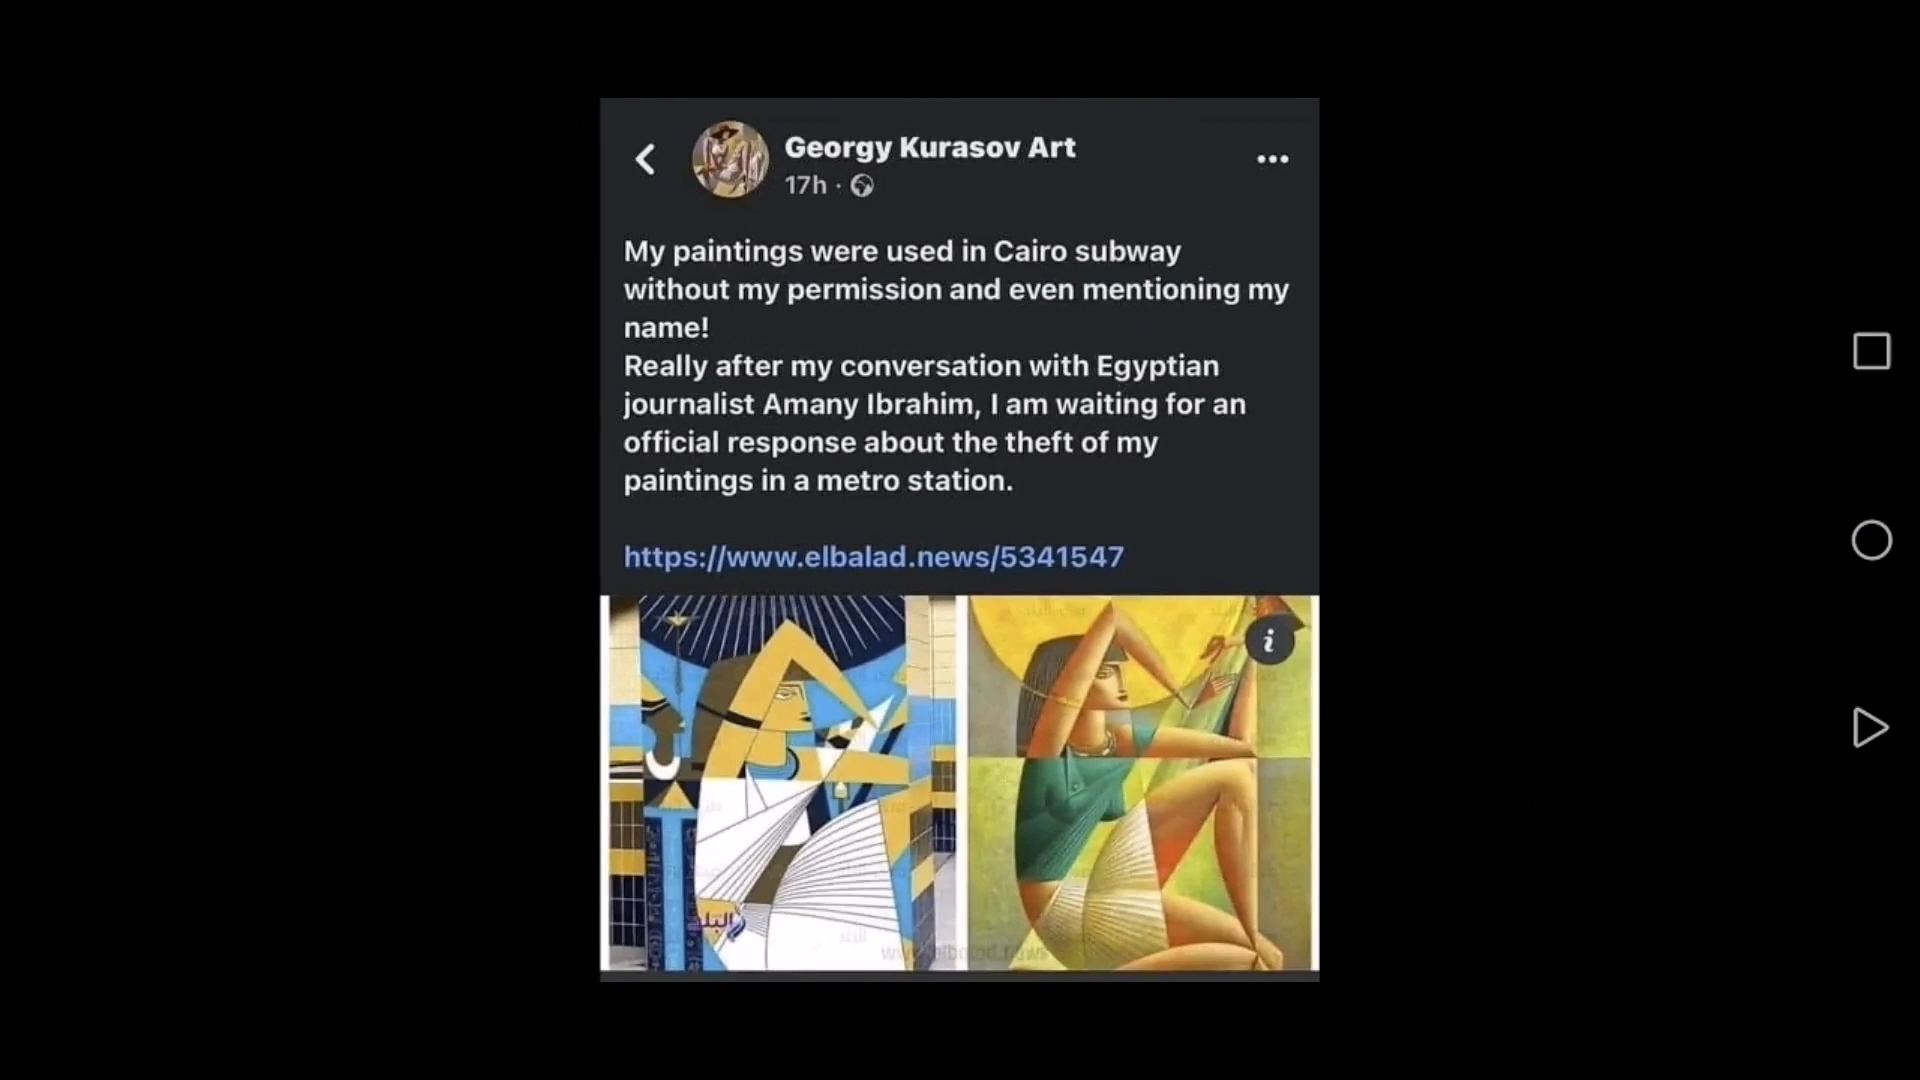 Georgy Kurasov Art
17h ·
My paintings were used in Cairo subway
without my permission and even mentioning my
name!
Really after my conversation with Egyptian
journalist Amany Ibrahim, I am waiting for an
official response about the theft of my
paintings in a metro station.
https://www.elbalad.news/5341547
البلد